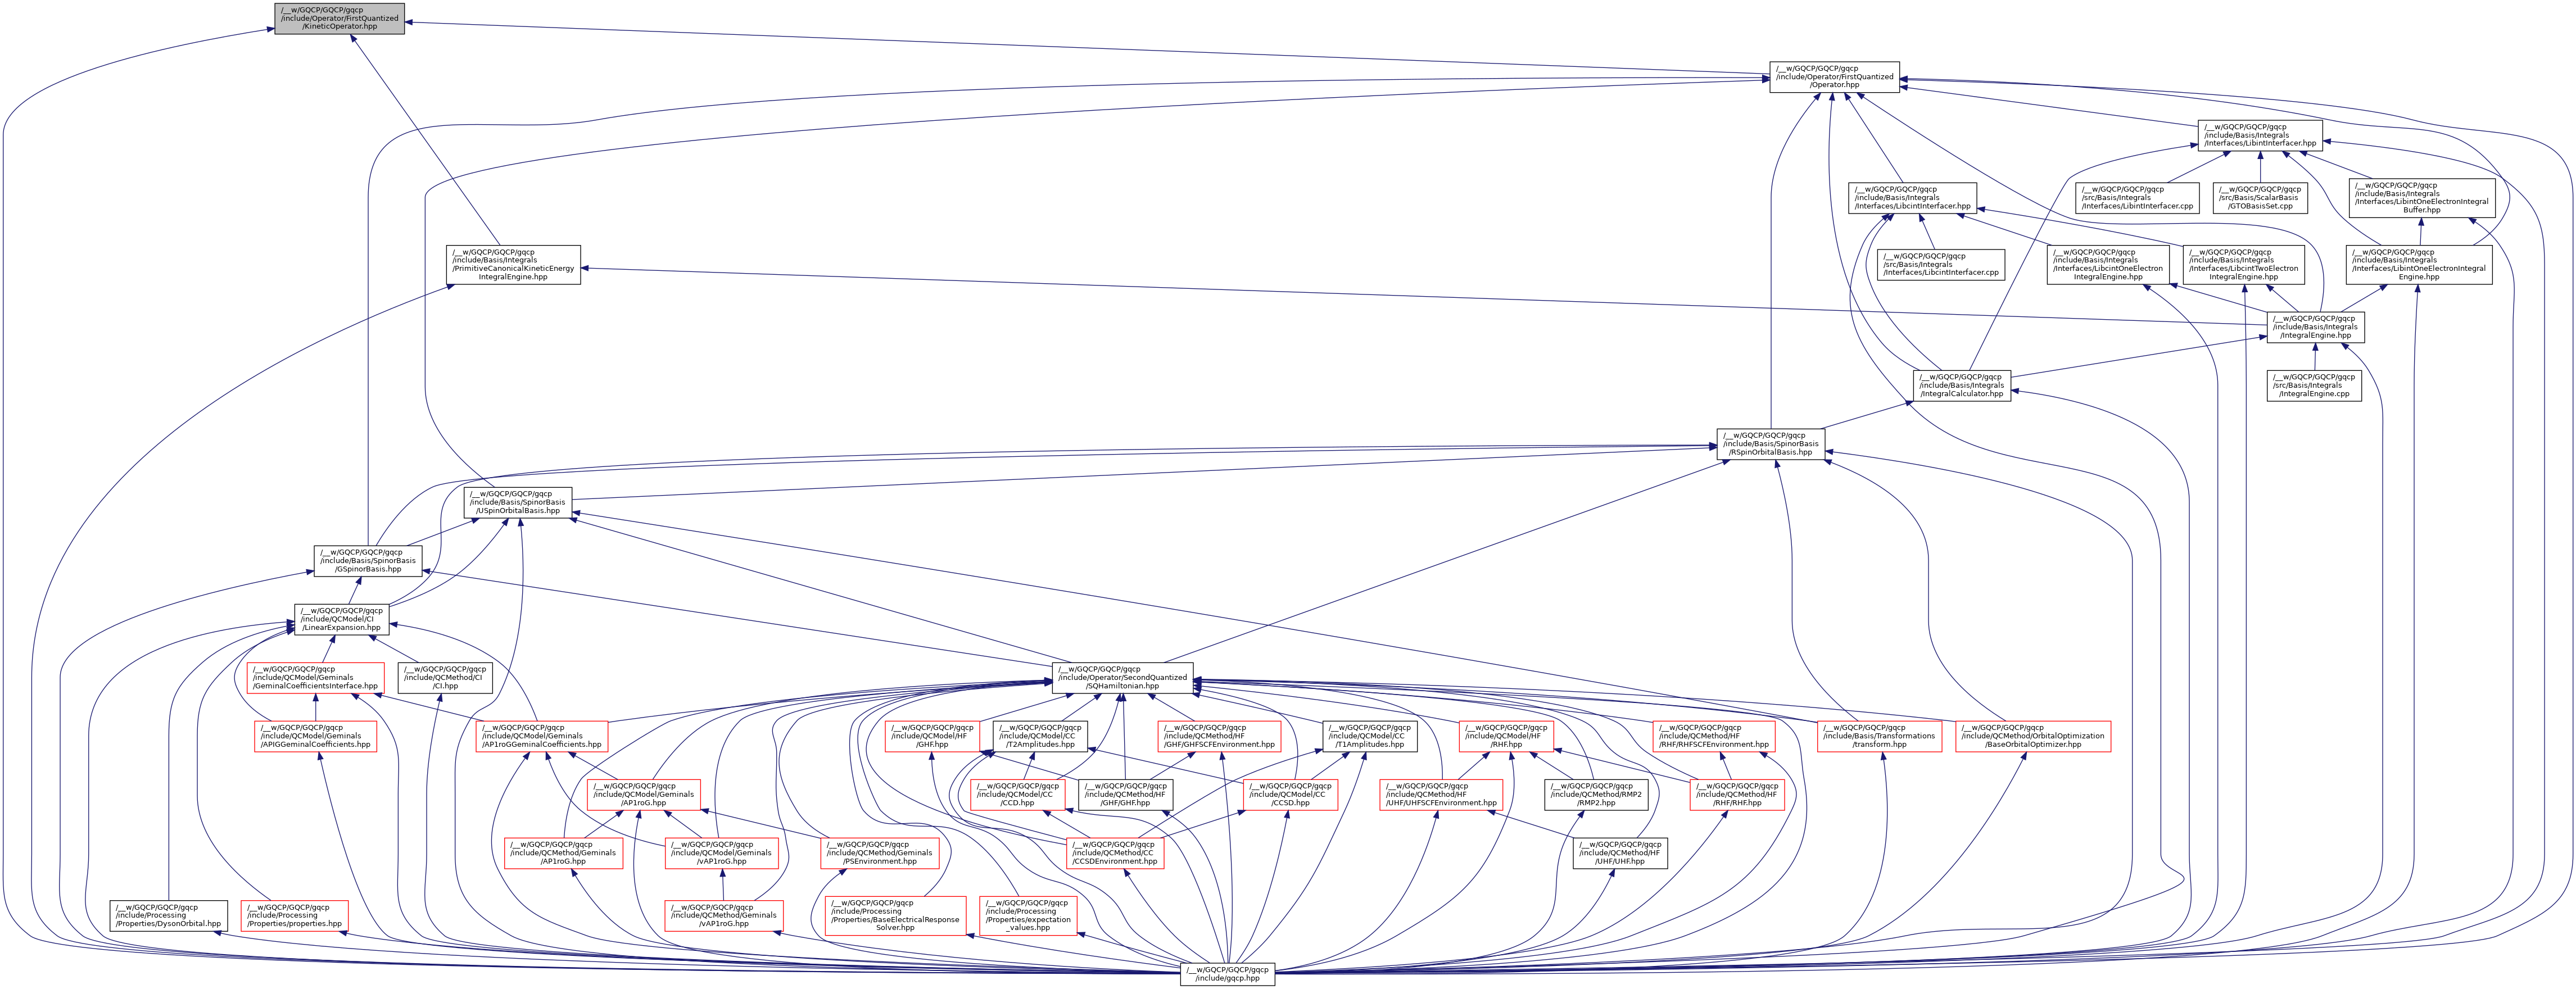 /__w/GQCP/GQCP/gqcp
/include/Operator/FirstQuantized
/KineticOperator.hpp
/__w/GQCP/GQCP/gqcp
/include/Operator/FirstQuantized
/Operator.hpp
/__w/GQCP/GQCP/gqcp
/include/Basis/Integrals
/Interfaces/LibintInterfacer.hpp
/__w/GQCP/GQCP/gqcp
/include/Basis/Integrals
/Interfaces/LibcintInterfacer.hpp
/__w/GQCP/GQCP/gqcp
/src/Basis/Integrals
/Interfaces/LibintInterfacer.cpp
/__w/GQCP/GQCP/gqcp
/src/Basis/ScalarBasis
/GTOBasisSet.cpp
/__w/GQCP/GQCP/gqcp
/include/Basis/Integrals
/Interfaces/LibintOneElectronIntegral
Buffer.hpp
/__w/GQCP/GQCP/gqcp
/include/Basis/Integrals
/PrimitiveCanonicalKineticEnergy
IntegralEngine.hpp
/__w/GQCP/GQCP/gqcp
/src/Basis/Integrals
/Interfaces/LibcintInterfacer.cpp
/__w/GQCP/GQCP/gqcp
/include/Basis/Integrals
/Interfaces/LibcintOneElectron
IntegralEngine.hpp
/__w/GQCP/GQCP/gqcp
/include/Basis/Integrals
/Interfaces/LibcintTwoElectron
IntegralEngine.hpp
/__w/GQCP/GQCP/gqcp
/include/Basis/Integrals
/Interfaces/LibintOneElectronIntegral
Engine.hpp
/__w/GQCP/GQCP/gqcp
/include/Basis/Integrals
/IntegralEngine.hpp
/__w/GQCP/GQCP/gqcp
/include/Basis/Integrals
/IntegralCalculator.hpp
/__w/GQCP/GQCP/gqcp
/src/Basis/Integrals
/IntegralEngine.cpp
/__w/GQCP/GQCP/gqcp
/include/Basis/SpinorBasis
/RSpinOrbitalBasis.hpp
/__w/GQCP/GQCP/gqcp
/include/Basis/SpinorBasis
/USpinOrbitalBasis.hpp
/__w/GQCP/GQCP/gqcp
/include/Basis/SpinorBasis
/GSpinorBasis.hpp
/__w/GQCP/GQCP/gqcp
/include/QCModel/CI
/LinearExpansion.hpp
/__w/GQCP/GQCP/gqcp
/include/QCModel/Geminals
/GeminalCoefficientsInterface.hpp
/__w/GQCP/GQCP/gqcp
/include/QCMethod/CI
/CI.hpp
/__w/GQCP/GQCP/gqcp
/include/Operator/SecondQuantized
/SQHamiltonian.hpp
/__w/GQCP/GQCP/gqcp
/include/QCModel/Geminals
/APIGGeminalCoefficients.hpp
/__w/GQCP/GQCP/gqcp
/include/QCModel/Geminals
/AP1roGGeminalCoefficients.hpp
/__w/GQCP/GQCP/gqcp
/include/QCModel/HF
/GHF.hpp
/__w/GQCP/GQCP/gqcp
/include/QCModel/CC
/T2Amplitudes.hpp
/__w/GQCP/GQCP/gqcp
/include/QCMethod/HF
/GHF/GHFSCFEnvironment.hpp
/__w/GQCP/GQCP/gqcp
/include/QCModel/CC
/T1Amplitudes.hpp
/__w/GQCP/GQCP/gqcp
/include/QCModel/HF
/RHF.hpp
/__w/GQCP/GQCP/gqcp
/include/QCMethod/HF
/RHF/RHFSCFEnvironment.hpp
/__w/GQCP/GQCP/gqcp
/include/Basis/Transformations
/transform.hpp
/__w/GQCP/GQCP/gqcp
/include/QCMethod/OrbitalOptimization
/BaseOrbitalOptimizer.hpp
/__w/GQCP/GQCP/gqcp
/include/QCModel/Geminals
/AP1roG.hpp
/__w/GQCP/GQCP/gqcp
/include/QCModel/CC
/CCD.hpp
/__w/GQCP/GQCP/gqcp
/include/QCMethod/HF
/GHF/GHF.hpp
/__w/GQCP/GQCP/gqcp
/include/QCModel/CC
/CCSD.hpp
/__w/GQCP/GQCP/gqcp
/include/QCMethod/HF
/UHF/UHFSCFEnvironment.hpp
/__w/GQCP/GQCP/gqcp
/include/QCMethod/RMP2
/RMP2.hpp
/__w/GQCP/GQCP/gqcp
/include/QCMethod/HF
/RHF/RHF.hpp
/__w/GQCP/GQCP/gqcp
/include/QCMethod/Geminals
/AP1roG.hpp
/__w/GQCP/GQCP/gqcp
/include/QCModel/Geminals
/vAP1roG.hpp
/__w/GQCP/GQCP/gqcp
/include/QCMethod/Geminals
/PSEnvironment.hpp
/__w/GQCP/GQCP/gqcp
/include/QCMethod/CC
/CCSDEnvironment.hpp
/__w/GQCP/GQCP/gqcp
/include/QCMethod/HF
/UHF/UHF.hpp
/__w/GQCP/GQCP/gqcp
/include/Processing
/Properties/DysonOrbital.hpp
/__w/GQCP/GQCP/gqcp
/include/Processing
/Properties/properties.hpp
/__w/GQCP/GQCP/gqcp
/include/QCMethod/Geminals
/vAP1roG.hpp
/__w/GQCP/GQCP/gqcp
/include/Processing
/Properties/BaseElectricalResponse
Solver.hpp
/__w/GQCP/GQCP/gqcp
/include/Processing
/Properties/expectation
_values.hpp
/__w/GQCP/GQCP/gqcp
/include/gqcp.hpp